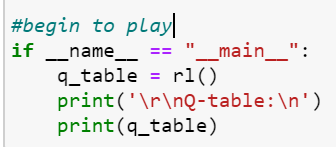 #begin to play
if __name__ == "__main__":
    q_table = rl()
    print('\r\nQ-table:\n')
    print(q_table)